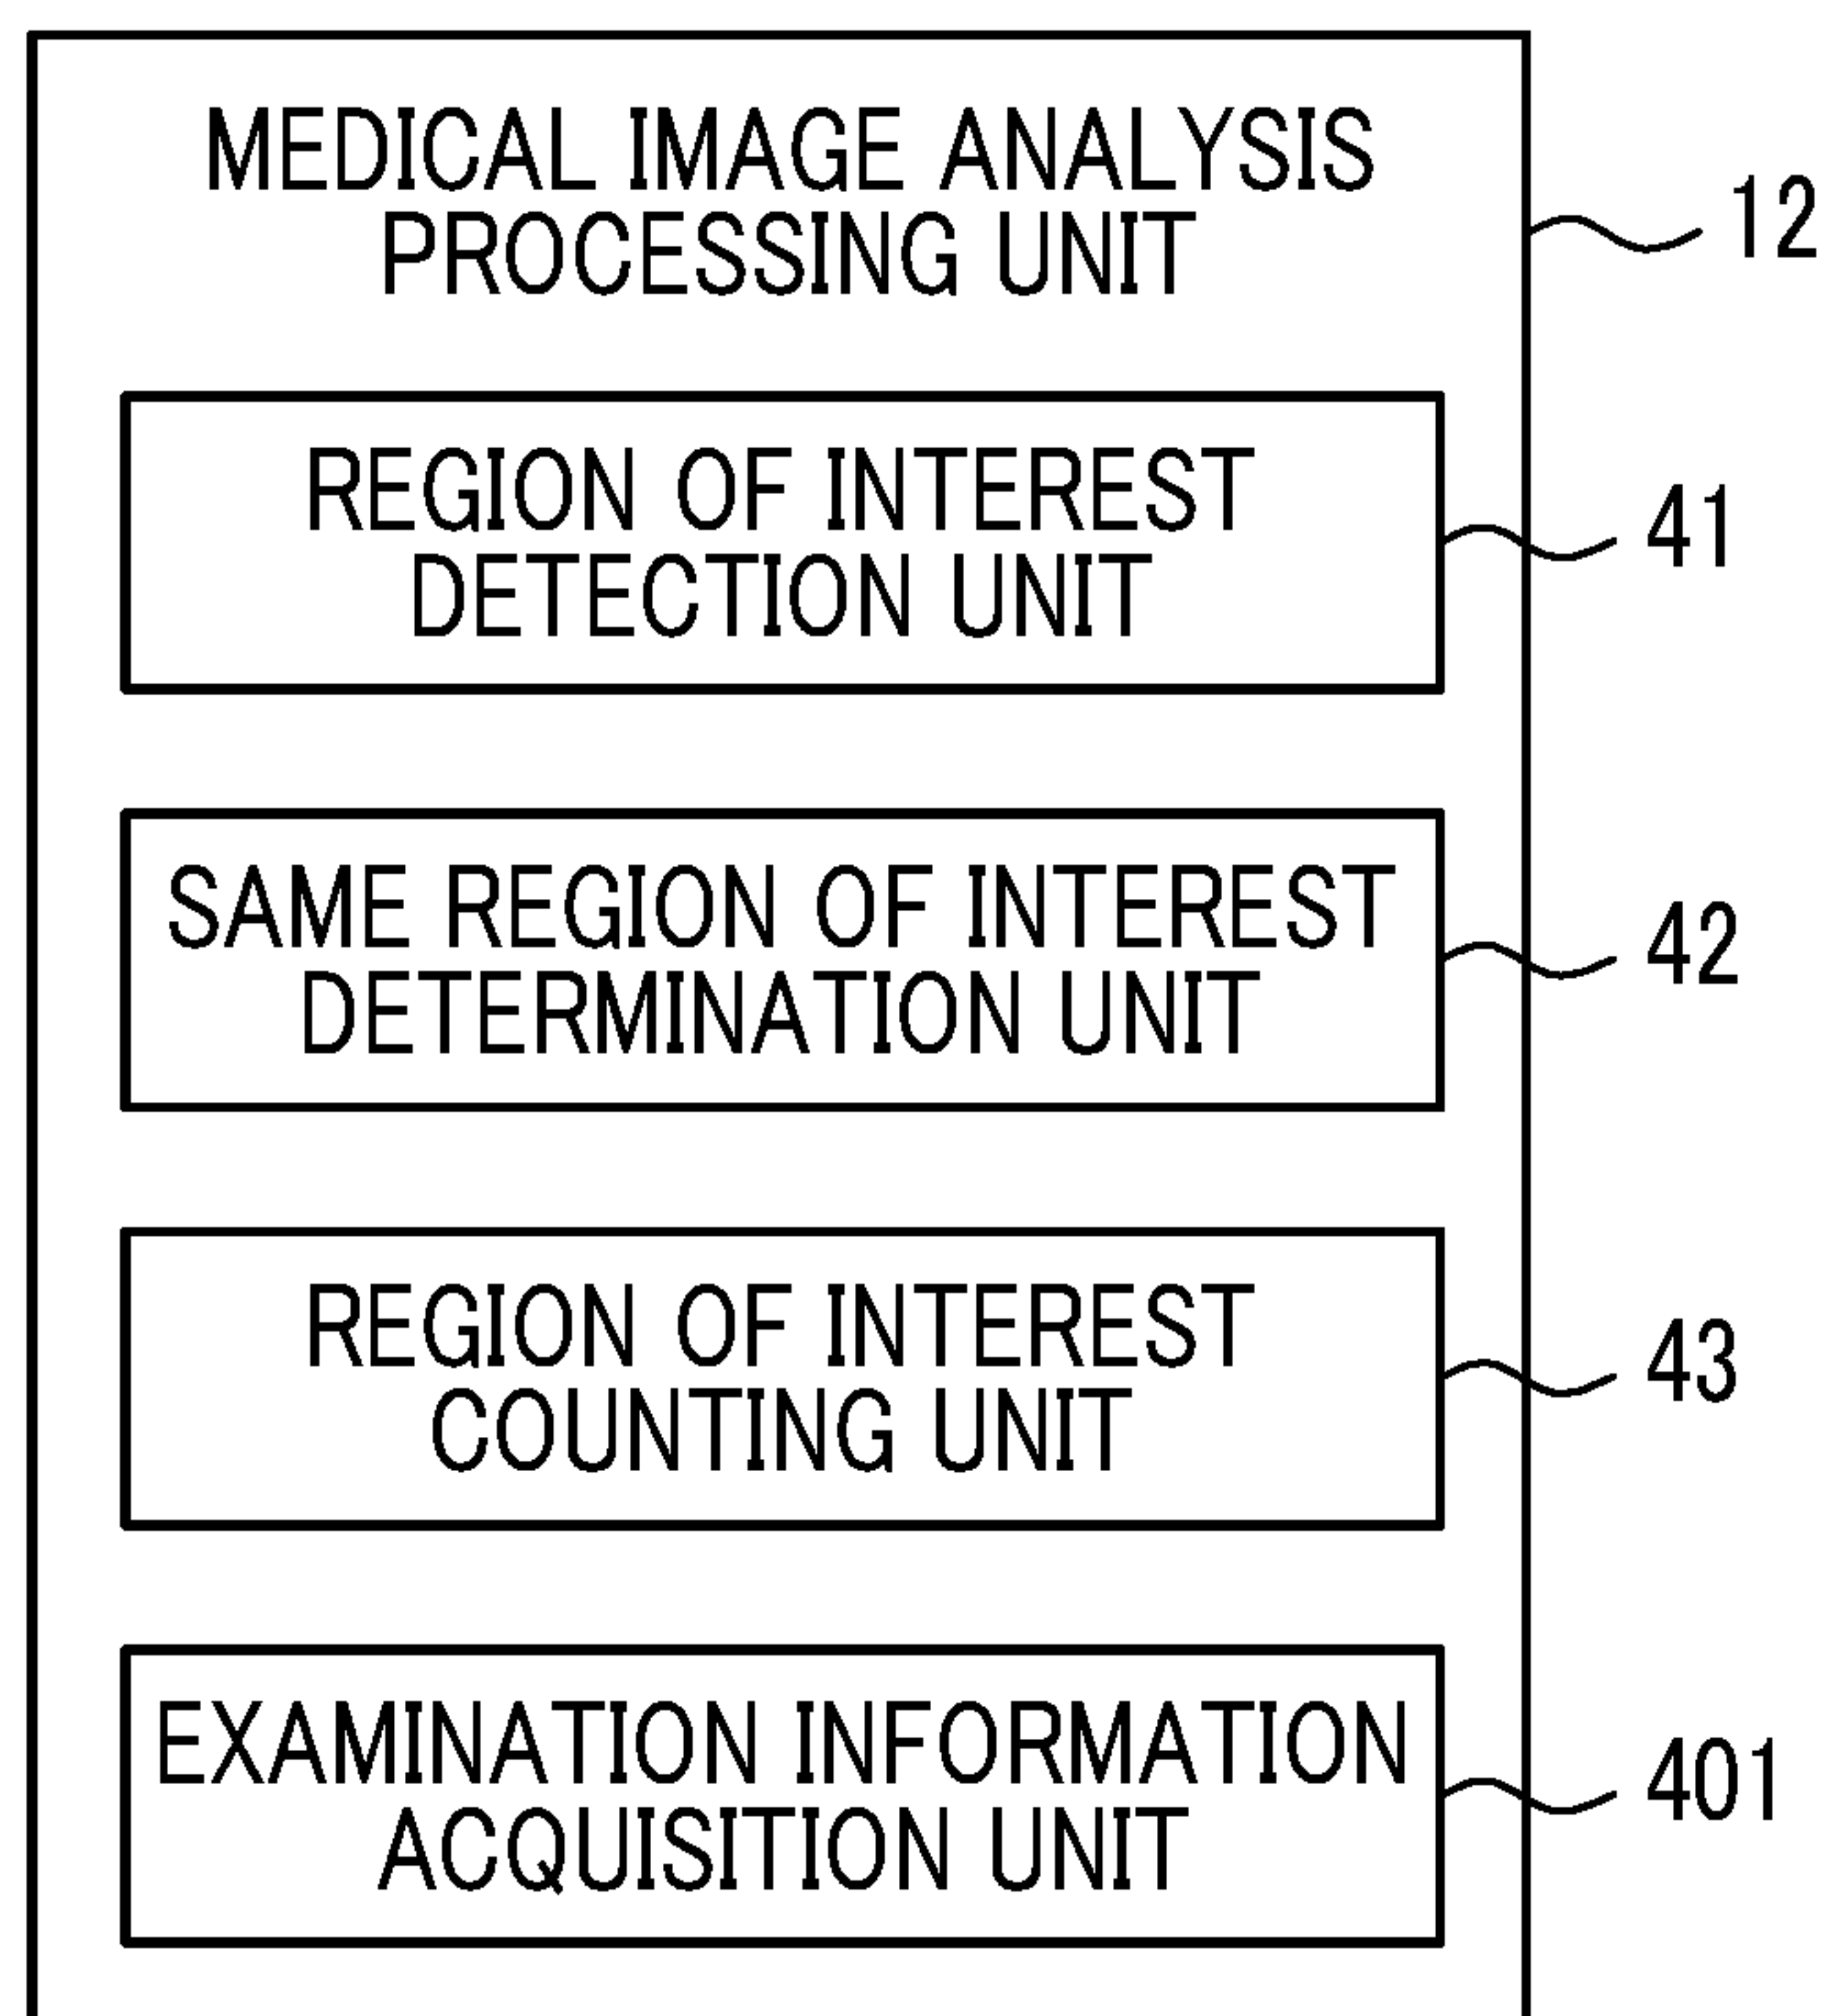 MEDICAL IMAGE ANALYSIS
PROCESSING UNIT
12
REGION OF INTEREST
DETECTION UNIT
41
SAME REGION OF INTEREST
DETERMINATION UNIT
42
REGION OF INTEREST
COUNTING UNIT
43
EXAMINATION INFORMATION
ACQUISITION UNIT
401